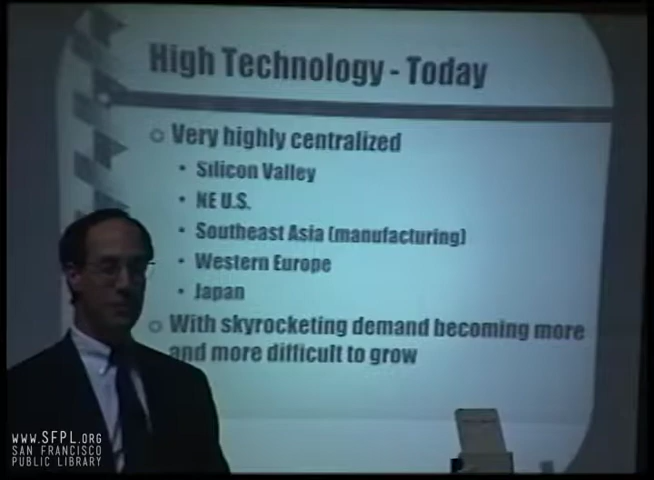 High Technology - Today
Very highly centralized
Silicon Valley
NE U.S.
Southeast Asia (manufacturing)
Western Europe
Japan
With skyrocketing demand becoming more
and more difficult to grow
WWW.SFPL.ORG
SAN FRANCISCO
PUBLIC LIBRARY